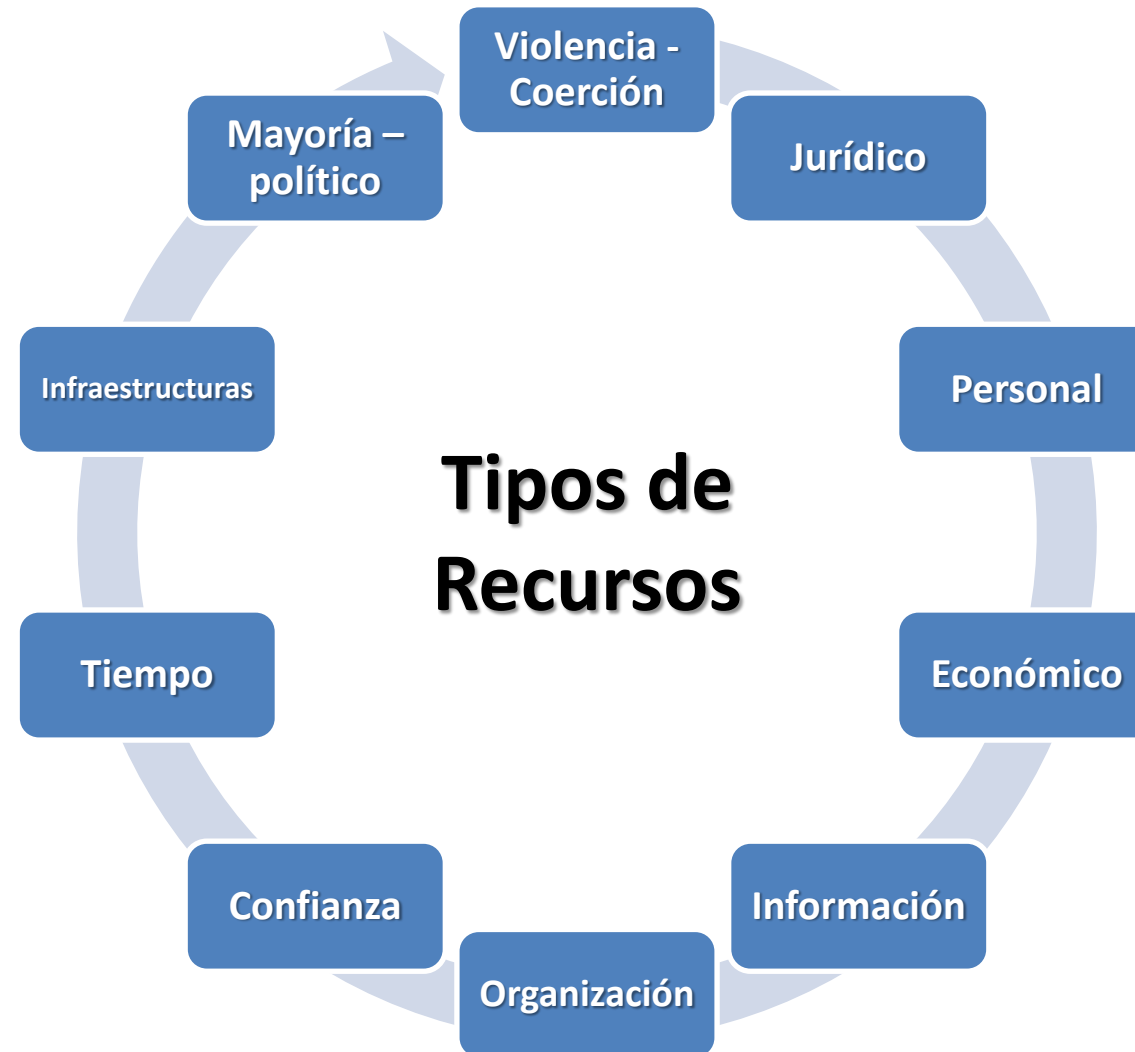 Violencia -
Coerción
Jurídico
Personal
Económico
Información
Organización
Confianza
Tiempo
Infraestructuras
Mayoría –
político
Tipos de
Recursos